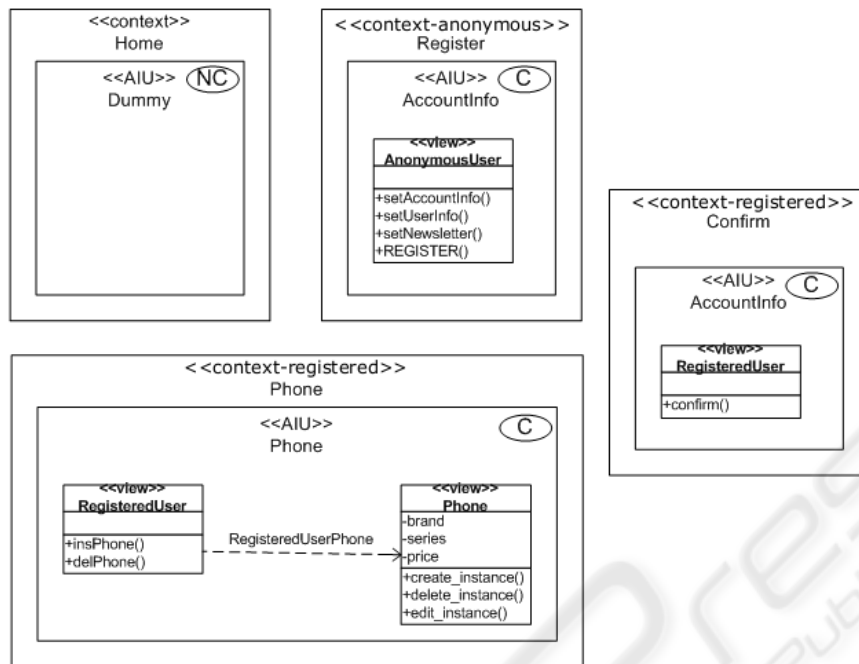 <<context>>
Home
<<AIU>>
NC
Dummy
<<context-anonymous>>
Register
<<AIU>>
C
AccountInfo
<<view>>
AnonymousUser
+setAccountInfo()
+setUserInfo()
+setNewsletter()
+REGISTER()
<<context-registered>>
Confirm
<<AIU>>
C
AccountInfo
<<view>>
RegisteredUser
+confirm()
<<context-registered>>
Phone
<<AIU>>
C
Phone
<<view>>
RegisteredUser
+insPhone()
+delPhone()
RegisteredUserPhone
<<view>>
Phone
-brand
-series
-price
+create_instance()
+delete_instance()
+edit_instance()